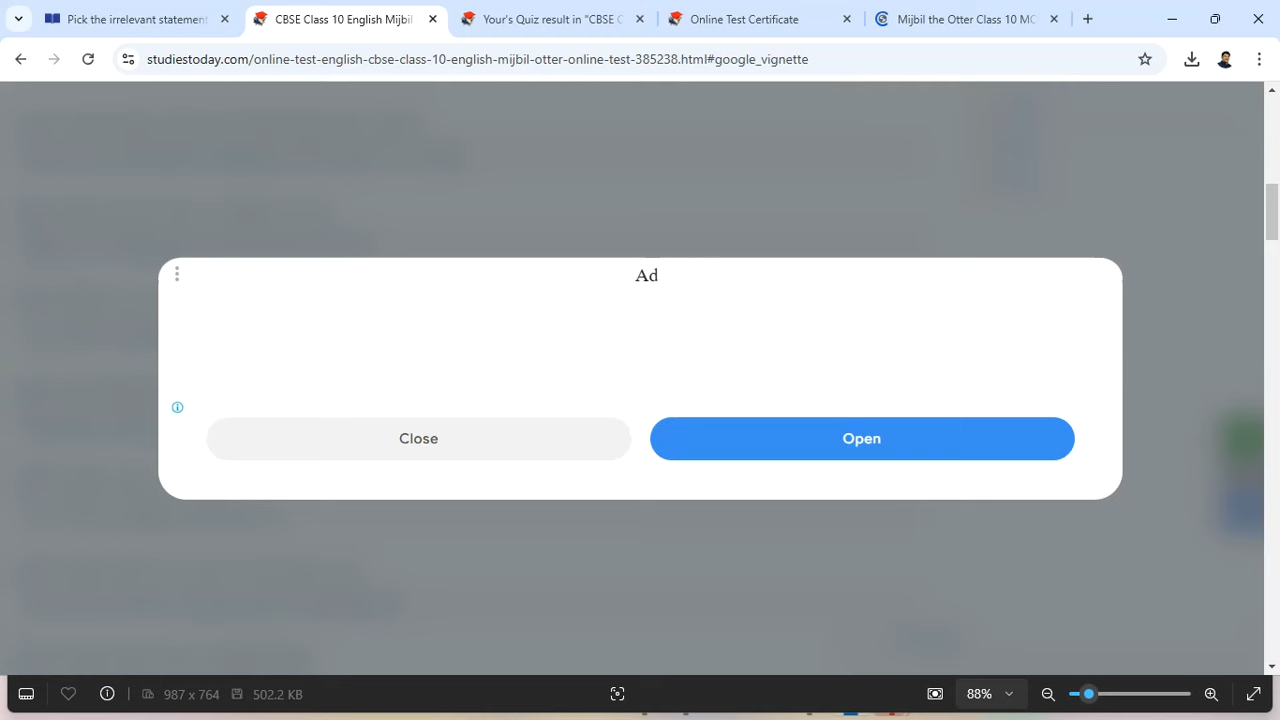 Pick the irrelevant statement
CBSE Class 10 English Mijbil
Your's Quiz result in "CBSE C
Online Test Certificate
Mijbil the Otter Class 10 MC
studiestoday.com/online-test-english-cbse-class-10-english-mijbil-otter-online-test-385238.html#google_vignette
Ad
Close
Open
987 x 764
502.2 KB
88%